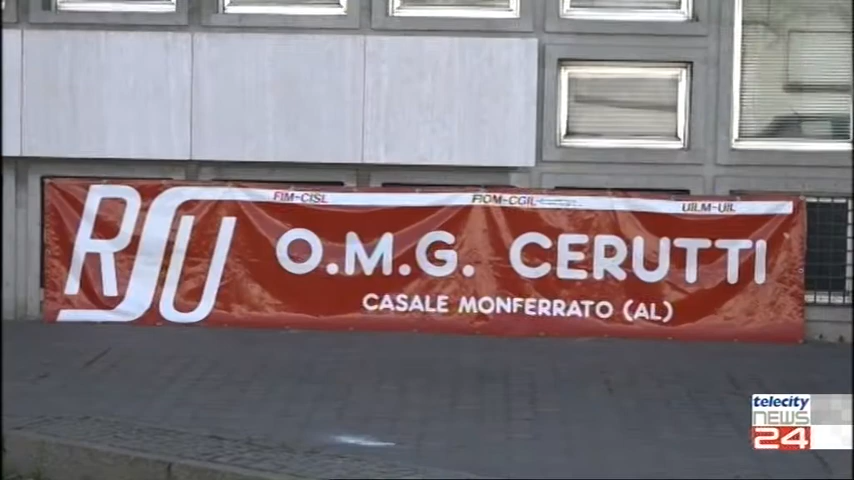 FIM-CISL FIOM-CGIL UILM-UIL
RSU O.M.G. CERUTTI
CASALE MONFERRATO (AL)
telecity
NEWS
24